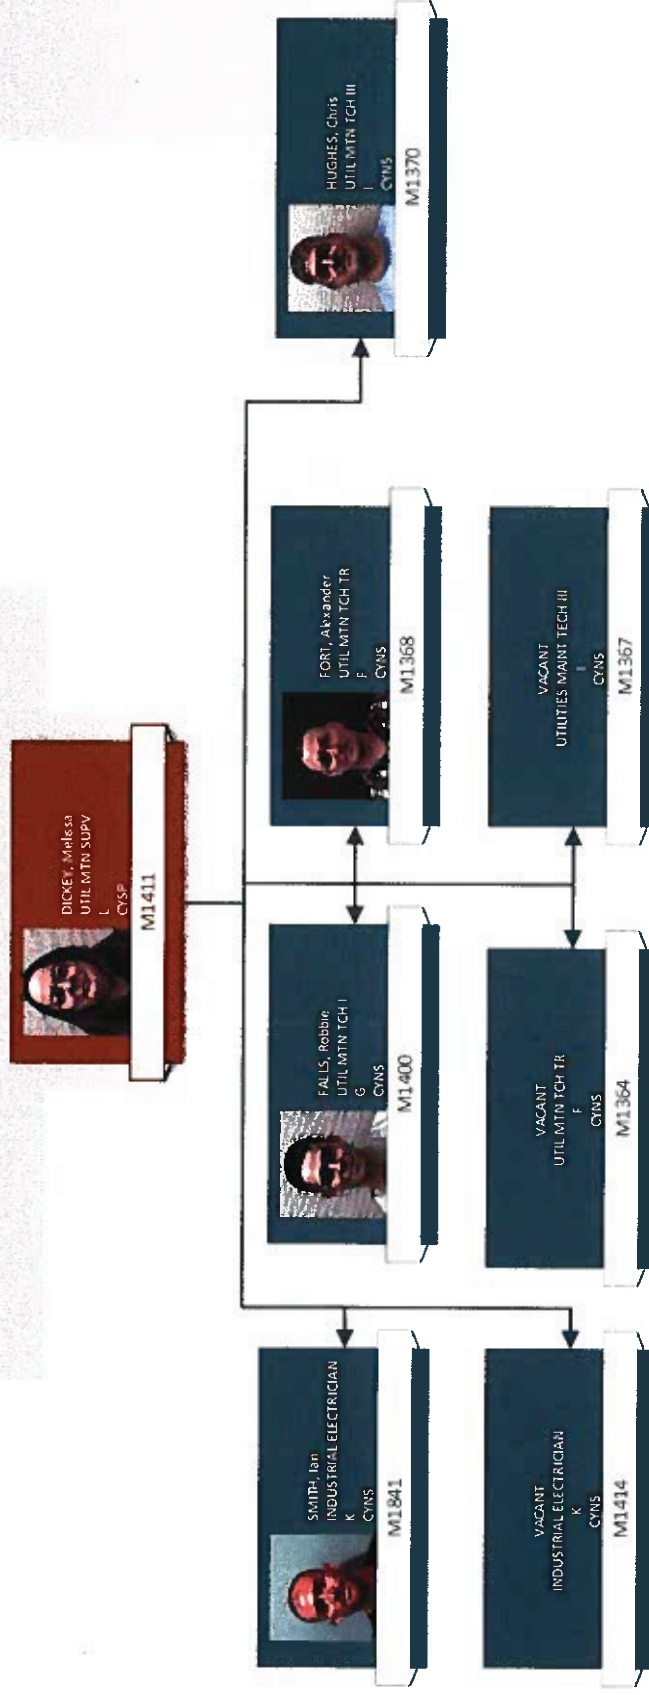 DICKEY, Melissa
UTIL MTN SUPV
L
CYSP
M1411
SMITH, Ian
INDUSTRIAL ELECTRICIAN
K
CYNS
M1841
FALLS, Robbie
UTIL MTN TCH I
G
CYNS
M1400
FORT, Alexander
UTIL MTN TCH TR
F
CYNS
M1368
HUGHES, Chris
UTIL MTN TCH III
I
CYNS
M1370
VACANT
INDUSTRIAL ELECTRICIAN
K
CYNS
M1414
VACANT
UTIL MTN TCH TR
F
CYNS
M1364
VACANT
UTILITIES MAINT TECH III
I
CYNS
M1367